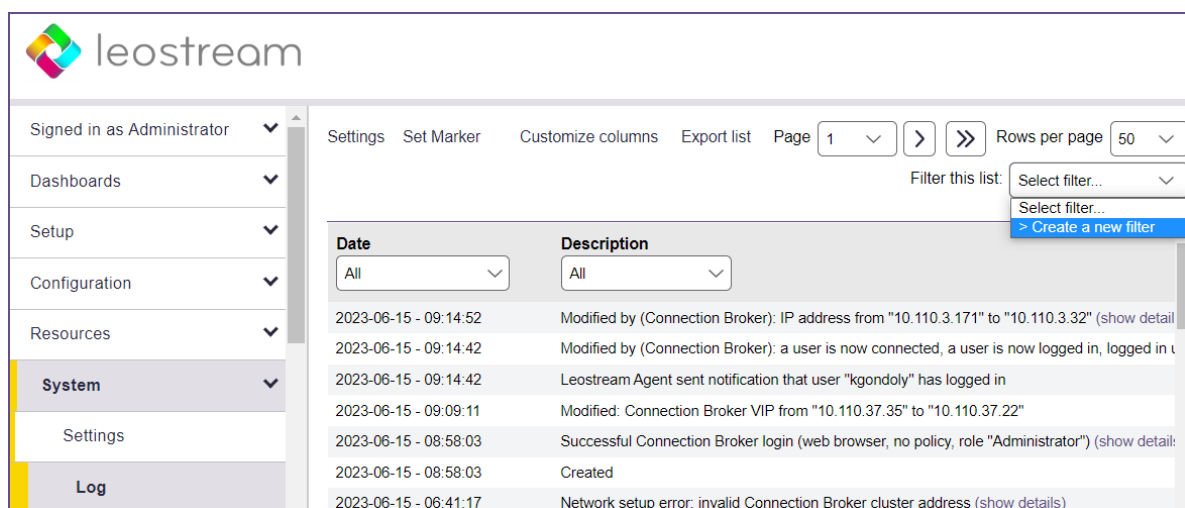 leostream
Signed in as Administrator
Dashboards
Setup
Configuration
Resources
System
Settings
Log
Settings Set Marker Customize columns Export list Page 1 Rows per page 50
Filter this list: Select filter...
Select filter...
> Create a new filter
Date Description
All All
2023-06-15 - 09:14:52 Modified by (Connection Broker): IP address from "10.110.3.171" to "10.110.3.32" (show detail
2023-06-15 - 09:14:42 Modified by (Connection Broker): a user is now connected, a user is now logged in, logged in u
2023-06-15 - 09:14:42 Leostream Agent sent notification that user "kgondoly" has logged in
2023-06-15 - 09:09:11 Modified: Connection Broker VIP from "10.110.37.35" to "10.110.37.22"
2023-06-15 - 08:58:03 Successful Connection Broker login (web browser, no policy, role "Administrator") (show details
2023-06-15 - 08:58:03 Created
2023-06-15 - 06:41:17 Network setup error: invalid Connection Broker cluster address (show details)